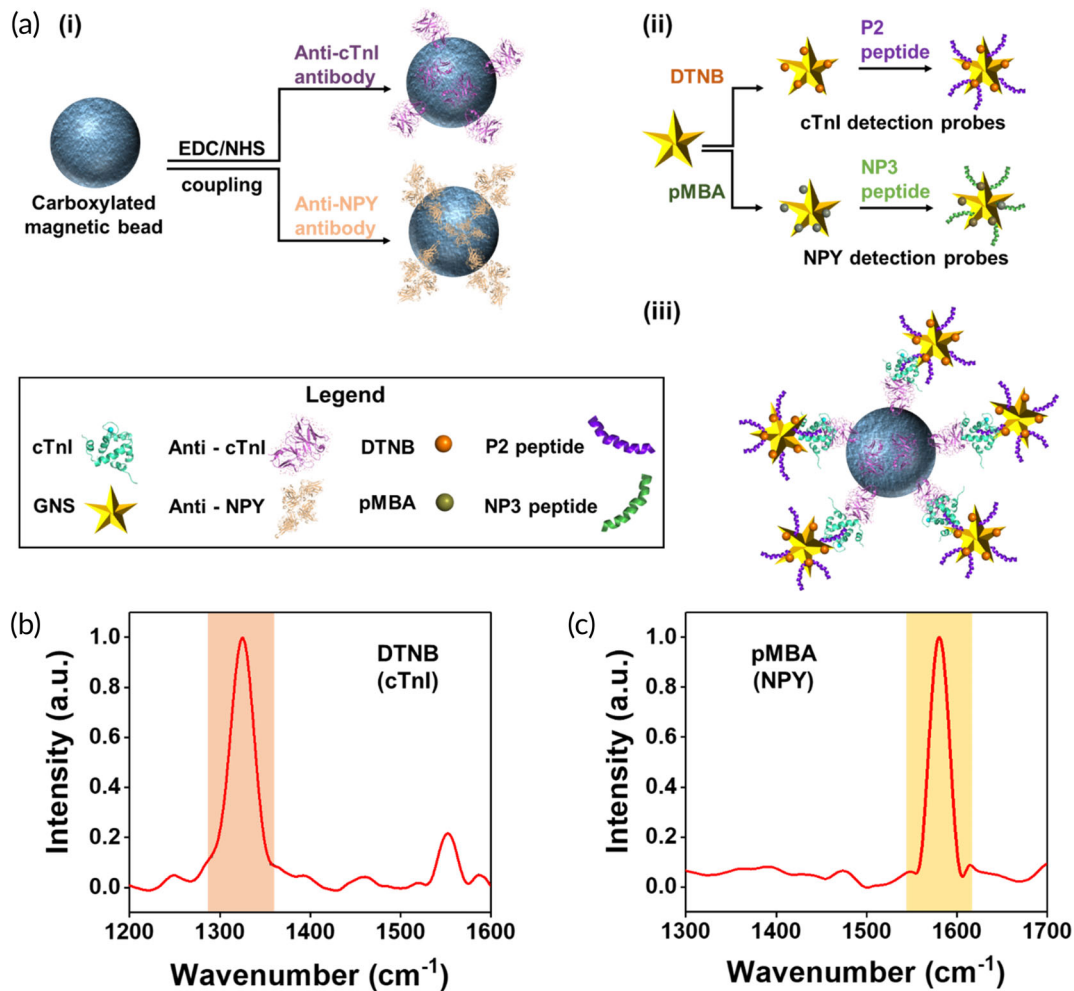 (a) (i)
Carboxylated
magnetic bead
EDC/NHS
coupling
Anti-cTnI
antibody
Anti-NPY
antibody
(ii)
DTNB
pMBA
P2
peptide
cTnI detection probes
NP3
peptide
NPY detection probes
(iii)
Legend
cTnI
Anti - cTnI
DTNB
P2 peptide
GNS
Anti - NPY
pMBA
NP3 peptide
(b)
DTNB
(cTnI)
Intensity (a.u.)
1.0
0.8
0.6
0.4
0.2
0.0
1200 1300 1400 1500 1600
Wavenumber (cm⁻¹)
(c)
pMBA
(NPY)
Intensity (a.u.)
1.0
0.8
0.6
0.4
0.2
0.0
1300 1400 1500 1600 1700
Wavenumber (cm⁻¹)